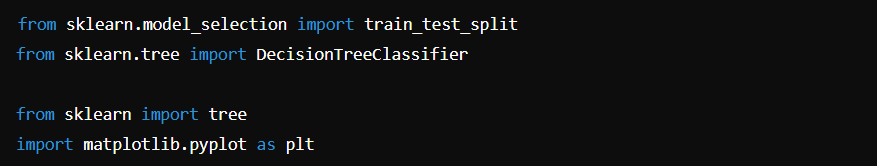 from sklearn.model_selection import train_test_split
from sklearn.tree import DecisionTreeClassifier
from sklearn import tree
import matplotlib.pyplot as plt